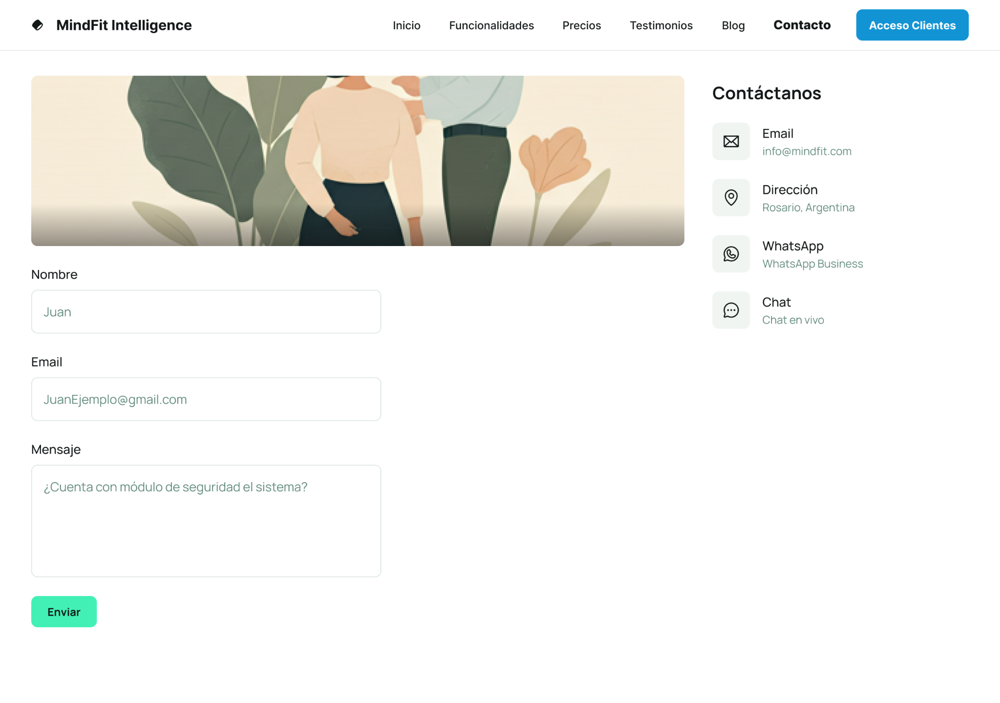 MindFit Intelligence
Inicio
Funcionalidades
Precios
Testimonios
Blog
Contacto
Acceso Clientes
Nombre
Juan
Email
JuanEjemplo@gmail.com
Mensaje
¿Cuenta con módulo de seguridad el sistema?
Enviar
Contáctanos
Email
info@mindfit.com
Dirección
Rosario, Argentina
WhatsApp
WhatsApp Business
Chat
Chat en vivo